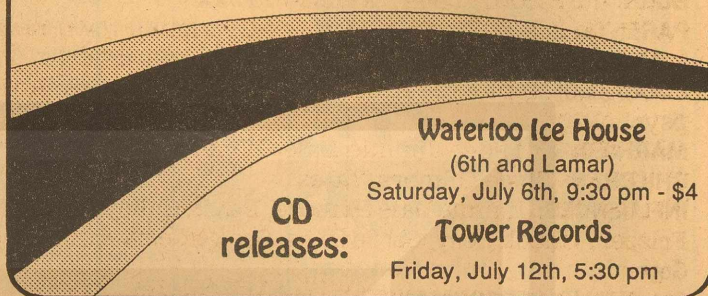 CD
releases:
Waterloo Ice House
(6th and Lamar)
Saturday, July 6th, 9:30 pm - $4
Tower Records
Friday, July 12th, 5:30 pm